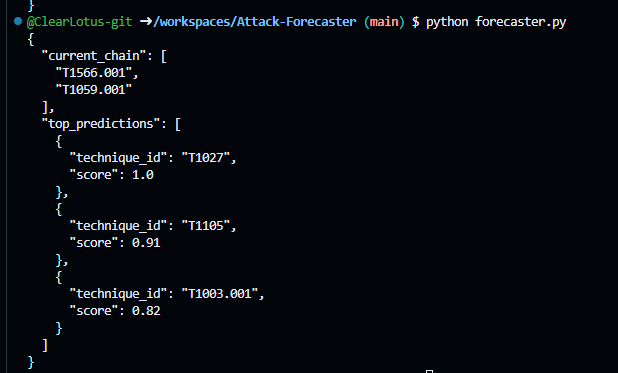 }
@ClearLotus-git ➜/workspaces/Attack-Forecaster (main) $ python forecaster.py
{
  "current_chain": [
    "T1566.001",
    "T1059.001"
  ],
  "top_predictions": [
    {
      "technique_id": "T1027",
      "score": 1.0
    },
    {
      "technique_id": "T1105",
      "score": 0.91
    },
    {
      "technique_id": "T1003.001",
      "score": 0.82
    }
  ]
}